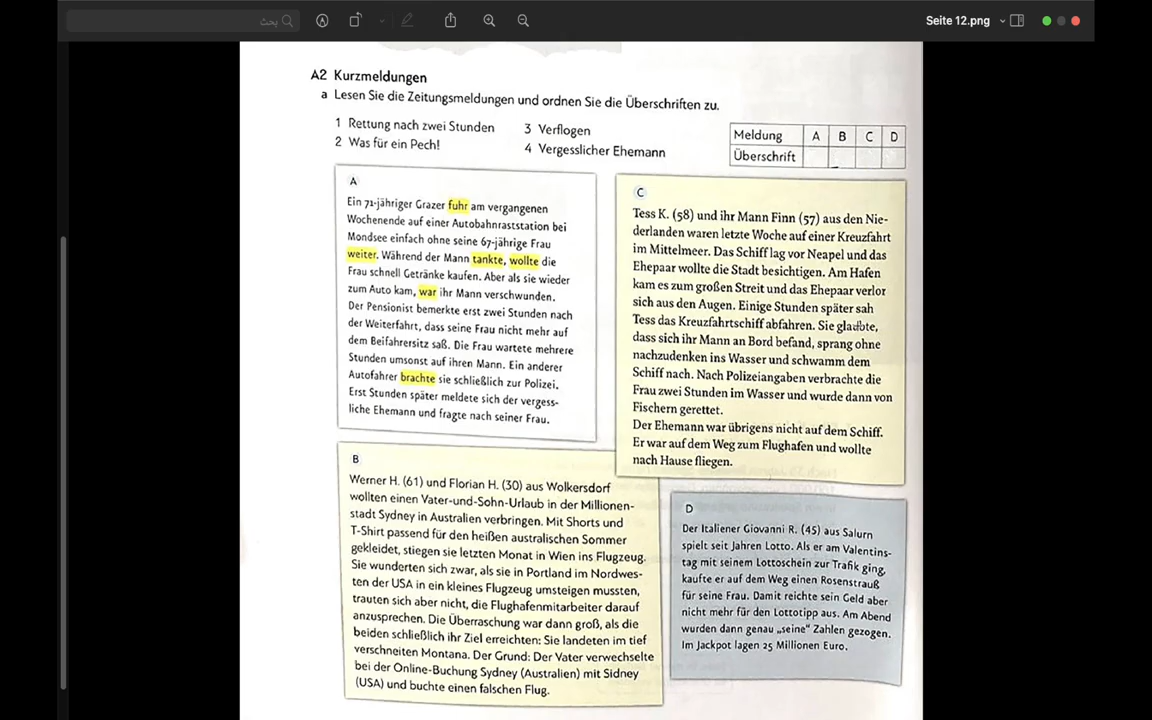 بحث
Seite 12.png
A2 Kurzmeldungen
a Lesen Sie die Zeitungsmeldungen und ordnen Sie die Überschriften zu.
1 Rettung nach zwei Stunden
2 Was für ein Pech!
3 Verflogen
4 Vergesslicher Ehemann
Meldung A B C D
Überschrift
A
Ein 71-jähriger Grazer fuhr am vergangenen
Wochenende auf einer Autobahnraststation bei
Mondsee einfach ohne seine 67-jährige Frau
weiter. Während der Mann tankte, wollte die
Frau schnell Getränke kaufen. Aber als sie wieder
zum Auto kam, war ihr Mann verschwunden.
Der Pensionist bemerkte erst zwei Stunden nach
der Weiterfahrt, dass seine Frau nicht mehr auf
dem Beifahrersitz saß. Die Frau wartete mehrere
Stunden umsonst auf ihren Mann. Ein anderer
Autofahrer brachte sie schließlich zur Polizei.
Erst Stunden später meldete sich der vergess-
liche Ehemann und fragte nach seiner Frau.
B
Werner H. (61) und Florian H. (30) aus Wolkersdorf
wollten einen Vater-und-Sohn-Urlaub in der Millionen-
stadt Sydney in Australien verbringen. Mit Shorts und
T-Shirt passend für den heißen australischen Sommer
gekleidet, stiegen sie letzten Monat in Wien ins Flugzeug.
Sie wunderten sich zwar, als sie in Portland im Nordwes-
ten der USA in ein kleines Flugzeug umsteigen mussten,
trauten sich aber nicht, die Flughafenmitarbeiter darauf
anzusprechen. Die Überraschung war dann groß, als die
beiden schließlich ihr Ziel erreichten: Sie landeten im tief
verschneiten Montana. Der Grund: Der Vater verwechselte
bei der Online-Buchung Sydney (Australien) mit Sidney
(USA) und buchte einen falschen Flug.
C
Tess K. (58) und ihr Mann Finn (57) aus den Nie-
derlanden waren letzte Woche auf einer Kreuzfahrt
im Mittelmeer. Das Schiff lag vor Neapel und das
Ehepaar wollte die Stadt besichtigen. Am Hafen
kam es zum großen Streit und das Ehepaar verlor
sich aus den Augen. Einige Stunden später sah
Tess das Kreuzfahrtschiff abfahren. Sie glaubte,
dass sich ihr Mann an Bord befand, sprang ohne
nachzudenken ins Wasser und schwamm dem
Schiff nach. Nach Polizeiangaben verbrachte die
Frau zwei Stunden im Wasser und wurde dann von
Fischern gerettet.
Der Ehemann war übrigens nicht auf dem Schiff.
Er war auf dem Weg zum Flughafen und wollte
nach Hause fliegen.
D
Der Italiener Giovanni R. (45) aus Salurn
spielt seit Jahren Lotto. Als er am Valentins-
tag mit seinem Lottoschein zur Trafik ging,
kaufte er auf dem Weg einen Rosenstrauß
für seine Frau. Damit reichte sein Geld aber
nicht mehr für den Lottotipp aus. Am Abend
wurden dann genau „seine“ Zahlen gezogen.
Im Jackpot lagen 25 Millionen Euro.